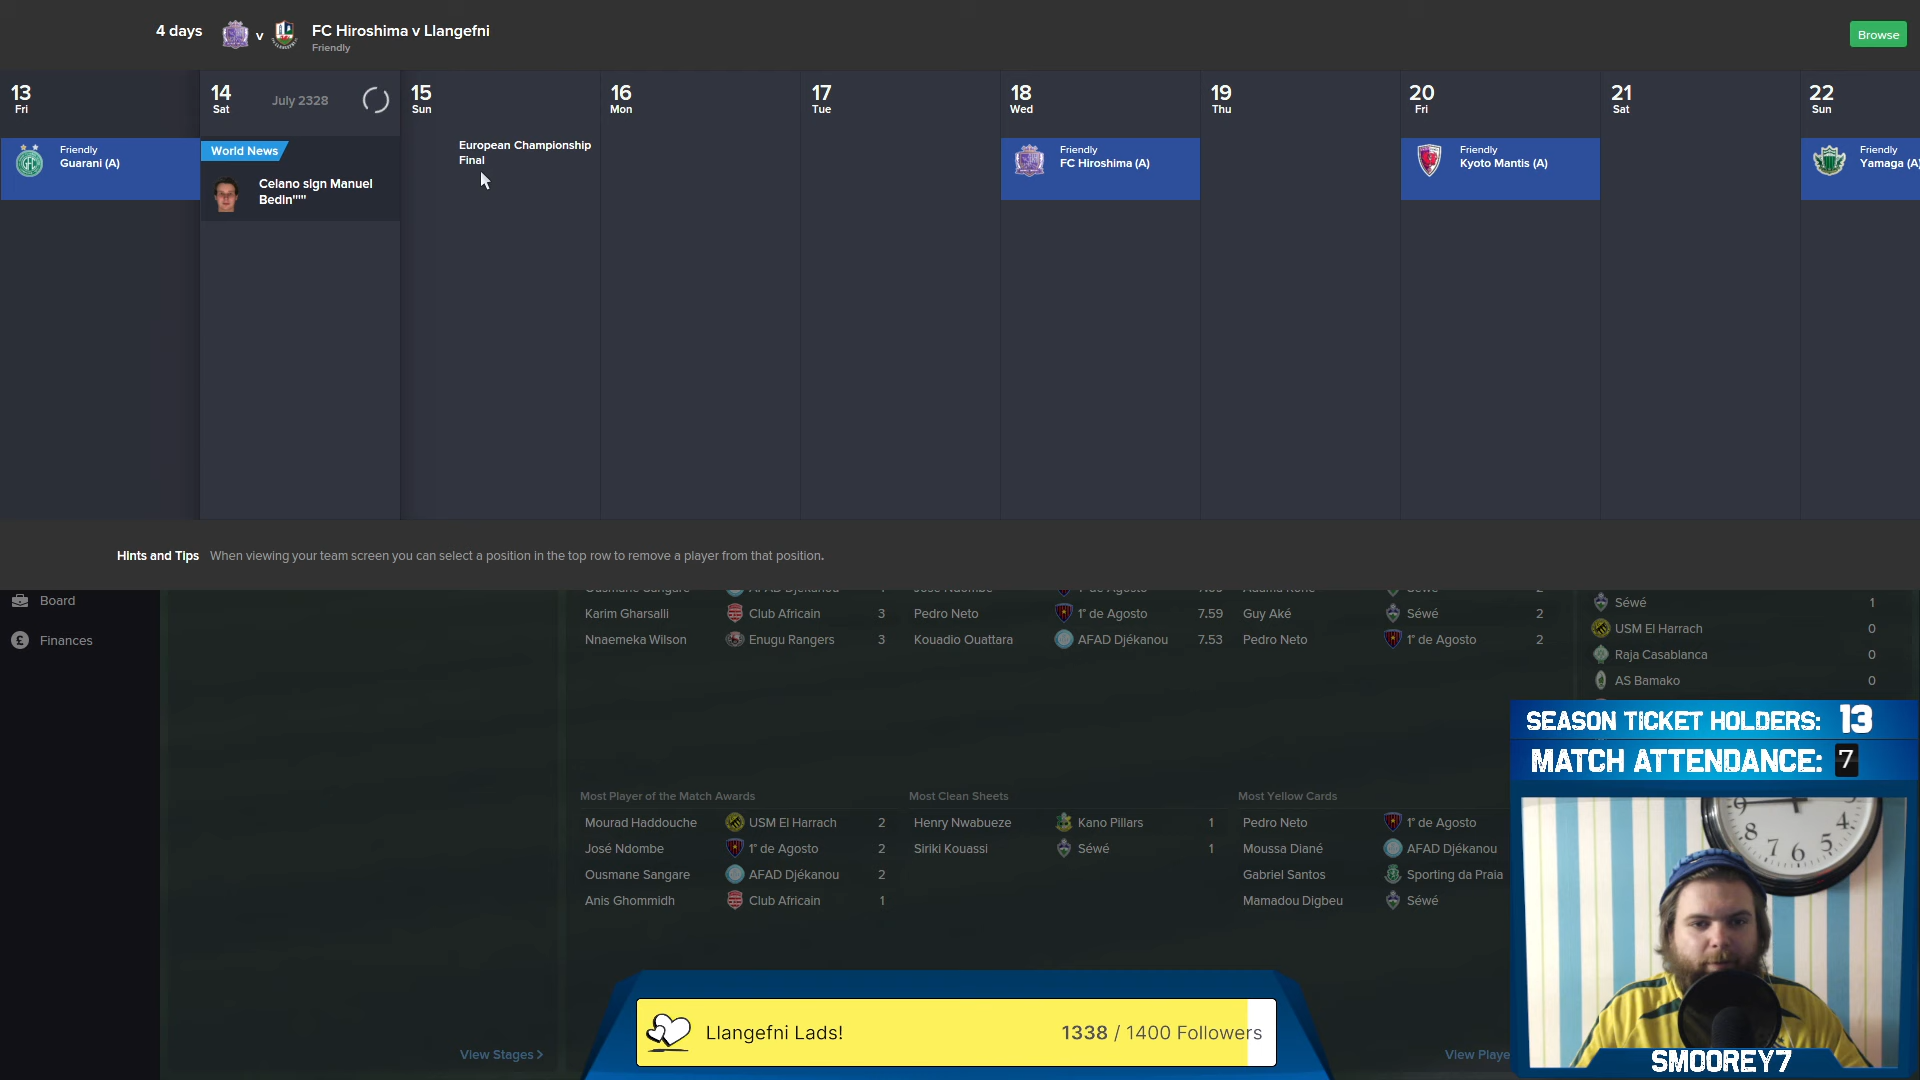 4 days
v
FC Hiroshima v Llangefni
Friendly
Browse
13
Fri
14
Sat
July 2328
15
Sun
16
Mon
17
Tue
18
Wed
19
Thu
20
Fri
21
Sat
22
Sun
Friendly
Guarani (A)
World News
Celano sign Manuel
Bedin""'
European Championship
Final
Friendly
FC Hiroshima (A)
Friendly
Kyoto Mantis (A)
Friendly
Yamaga (A)
Hints and Tips When viewing your team screen you can select a position in the top row to remove a player from that position.
Board
Finances
Karim Gharsalli Club Africain 3 Pedro Neto 1° de Agosto 7.59 Guy Aké Séwé 2
Nnaemeka Wilson Enugu Rangers 3 Kouadio Ouattara AFAD Djékanou 7.53 Pedro Neto 1° de Agosto 2
Séwé 1
USM El Harrach 0
Raja Casablanca 0
AS Bamako 0
Most Player of the Match Awards Most Clean Sheets Most Yellow Cards
Mourad Haddouche USM El Harrach 2 Henry Nwabueze Kano Pillars 1 Pedro Neto 1° de Agosto
José Ndombe 1° de Agosto 2 Siriki Kouassi Séwé 1 Moussa Diané AFAD Djékanou
Ousmane Sangare AFAD Djékanou 2 Gabriel Santos Sporting da Praia
Anis Ghommidh Club Africain 1 Mamadou Digbeu Séwé
View Stages >
View Playe
SEASON TICKET HOLDERS: 13
MATCH ATTENDANCE: 7
9
8
7
6
5
4
Llangefni Lads! 1338 / 1400 Followers
SMOOREY7